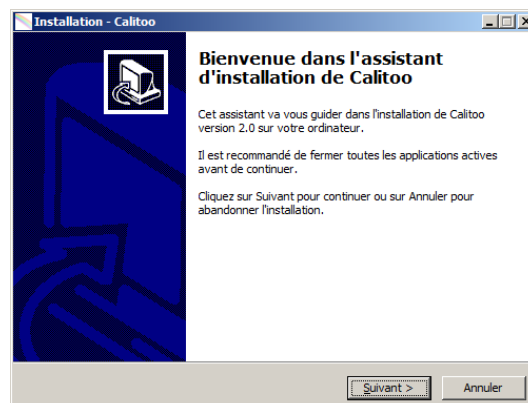 Installation - Calitoo
Bienvenue dans l'assistant
d'installation de Calitoo
Cet assistant va vous guider dans l'installation de Calitoo
version 2.0 sur votre ordinateur.
Il est recommandé de fermer toutes les applications actives
avant de continuer.
Cliquez sur Suivant pour continuer ou sur Annuler pour
abandonner l'installation.
Suivant >
Annuler